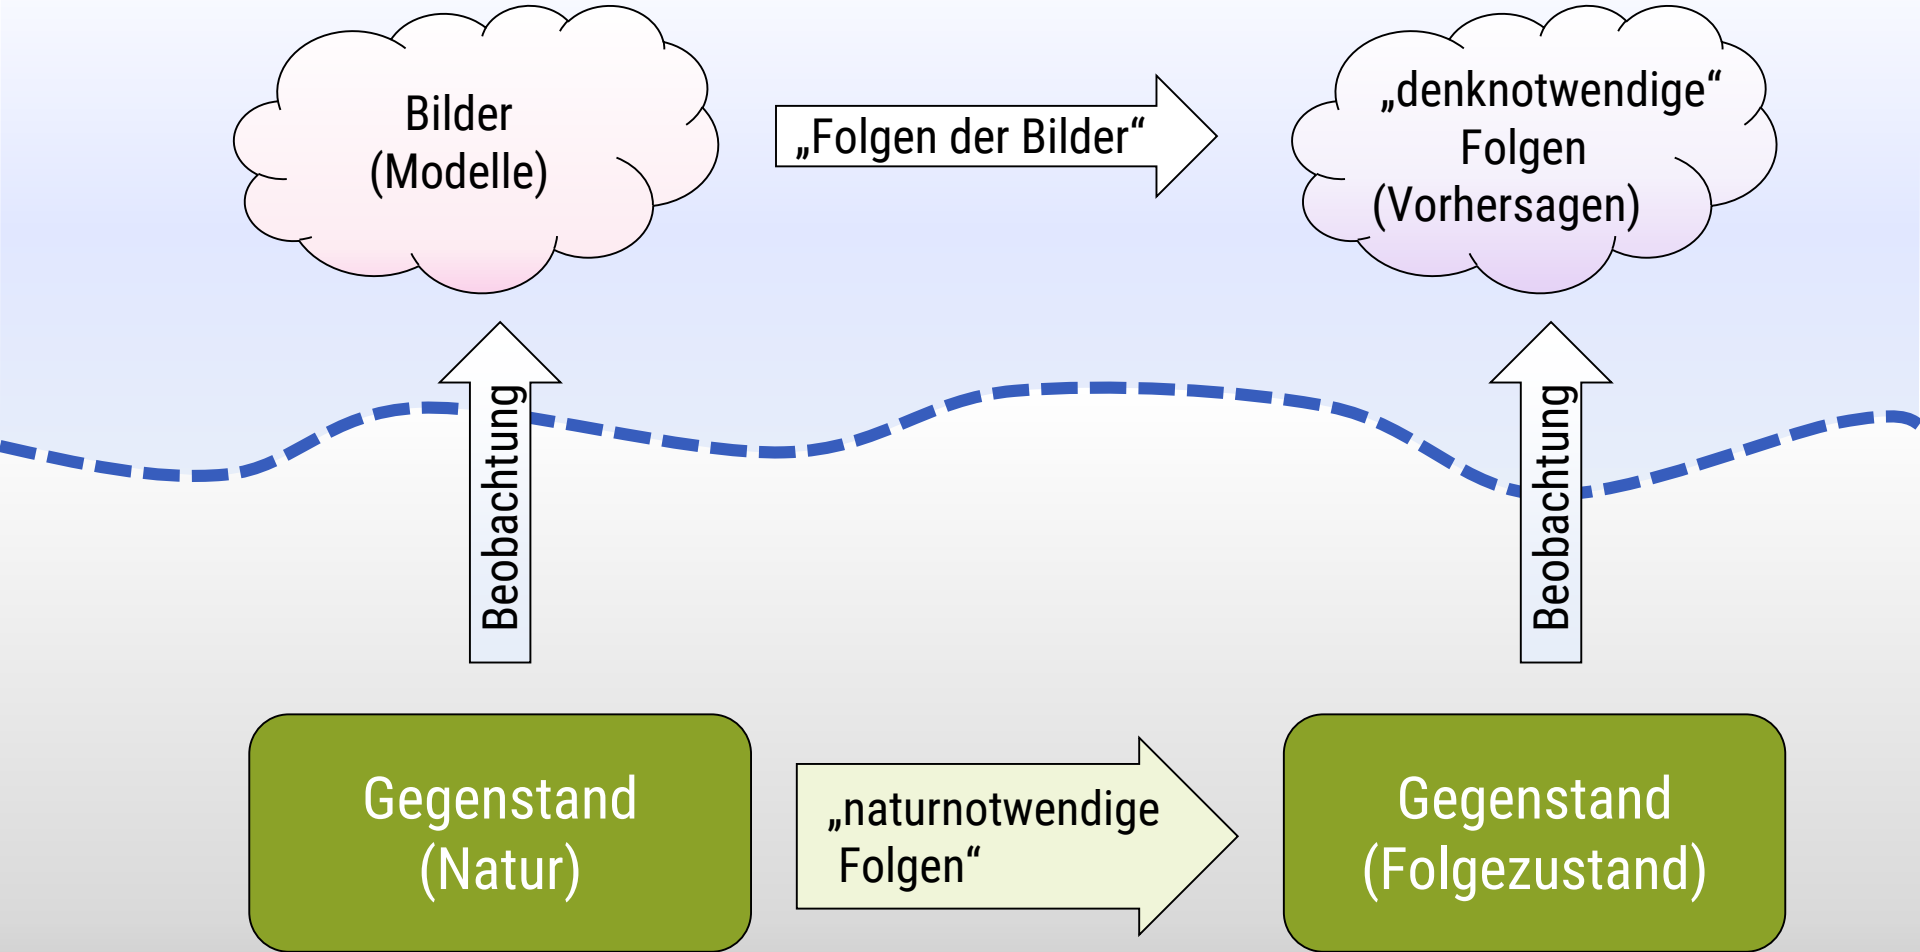 Bilder
(Modelle)
„Folgen der Bilder“
„denknotwendige“
Folgen
(Vorhersagen)
Beobachtung
Beobachtung
Gegenstand
(Natur)
„naturnotwendige
Folgen“
Gegenstand
(Folgezustand)